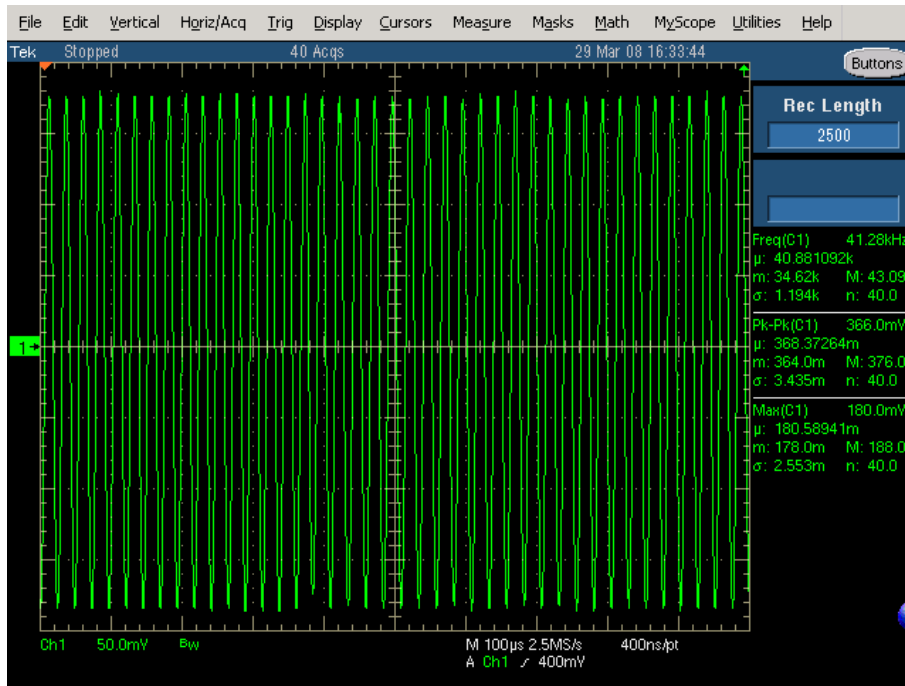 File Edit Vertical Horiz/Acq Trig Display Cursors Measure Masks Math MyScope Utilities Help
Tek Stopped 40 Acqs 29 Mar 08 16:33:44
Buttons
Rec Length
2500
Freq(C1) 41.28kHz
µ: 40.881092k
m: 34.62k M: 43.09
σ: 1.194k n: 40.0
Pk-Pk(C1) 366.0mV
µ: 368.37264m
m: 364.0m M: 376.0
σ: 3.435m n: 40.0
Max(C1) 180.0mV
µ: 180.58941m
m: 178.0m M: 188.0
σ: 2.553m n: 40.0
1
Ch1 50.0mV Bw M 100µs 2.5MS/s 400ns/pt
A Ch1 400mV